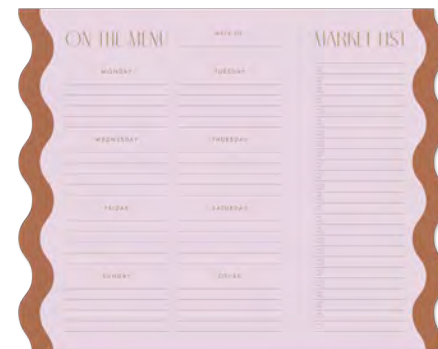 ON THE MENU
WEEK OF
MARKET LIST
MONDAY
TUESDAY
WEDNESDAY
THURSDAY
FRIDAY
SATURDAY
SUNDAY
OTHER